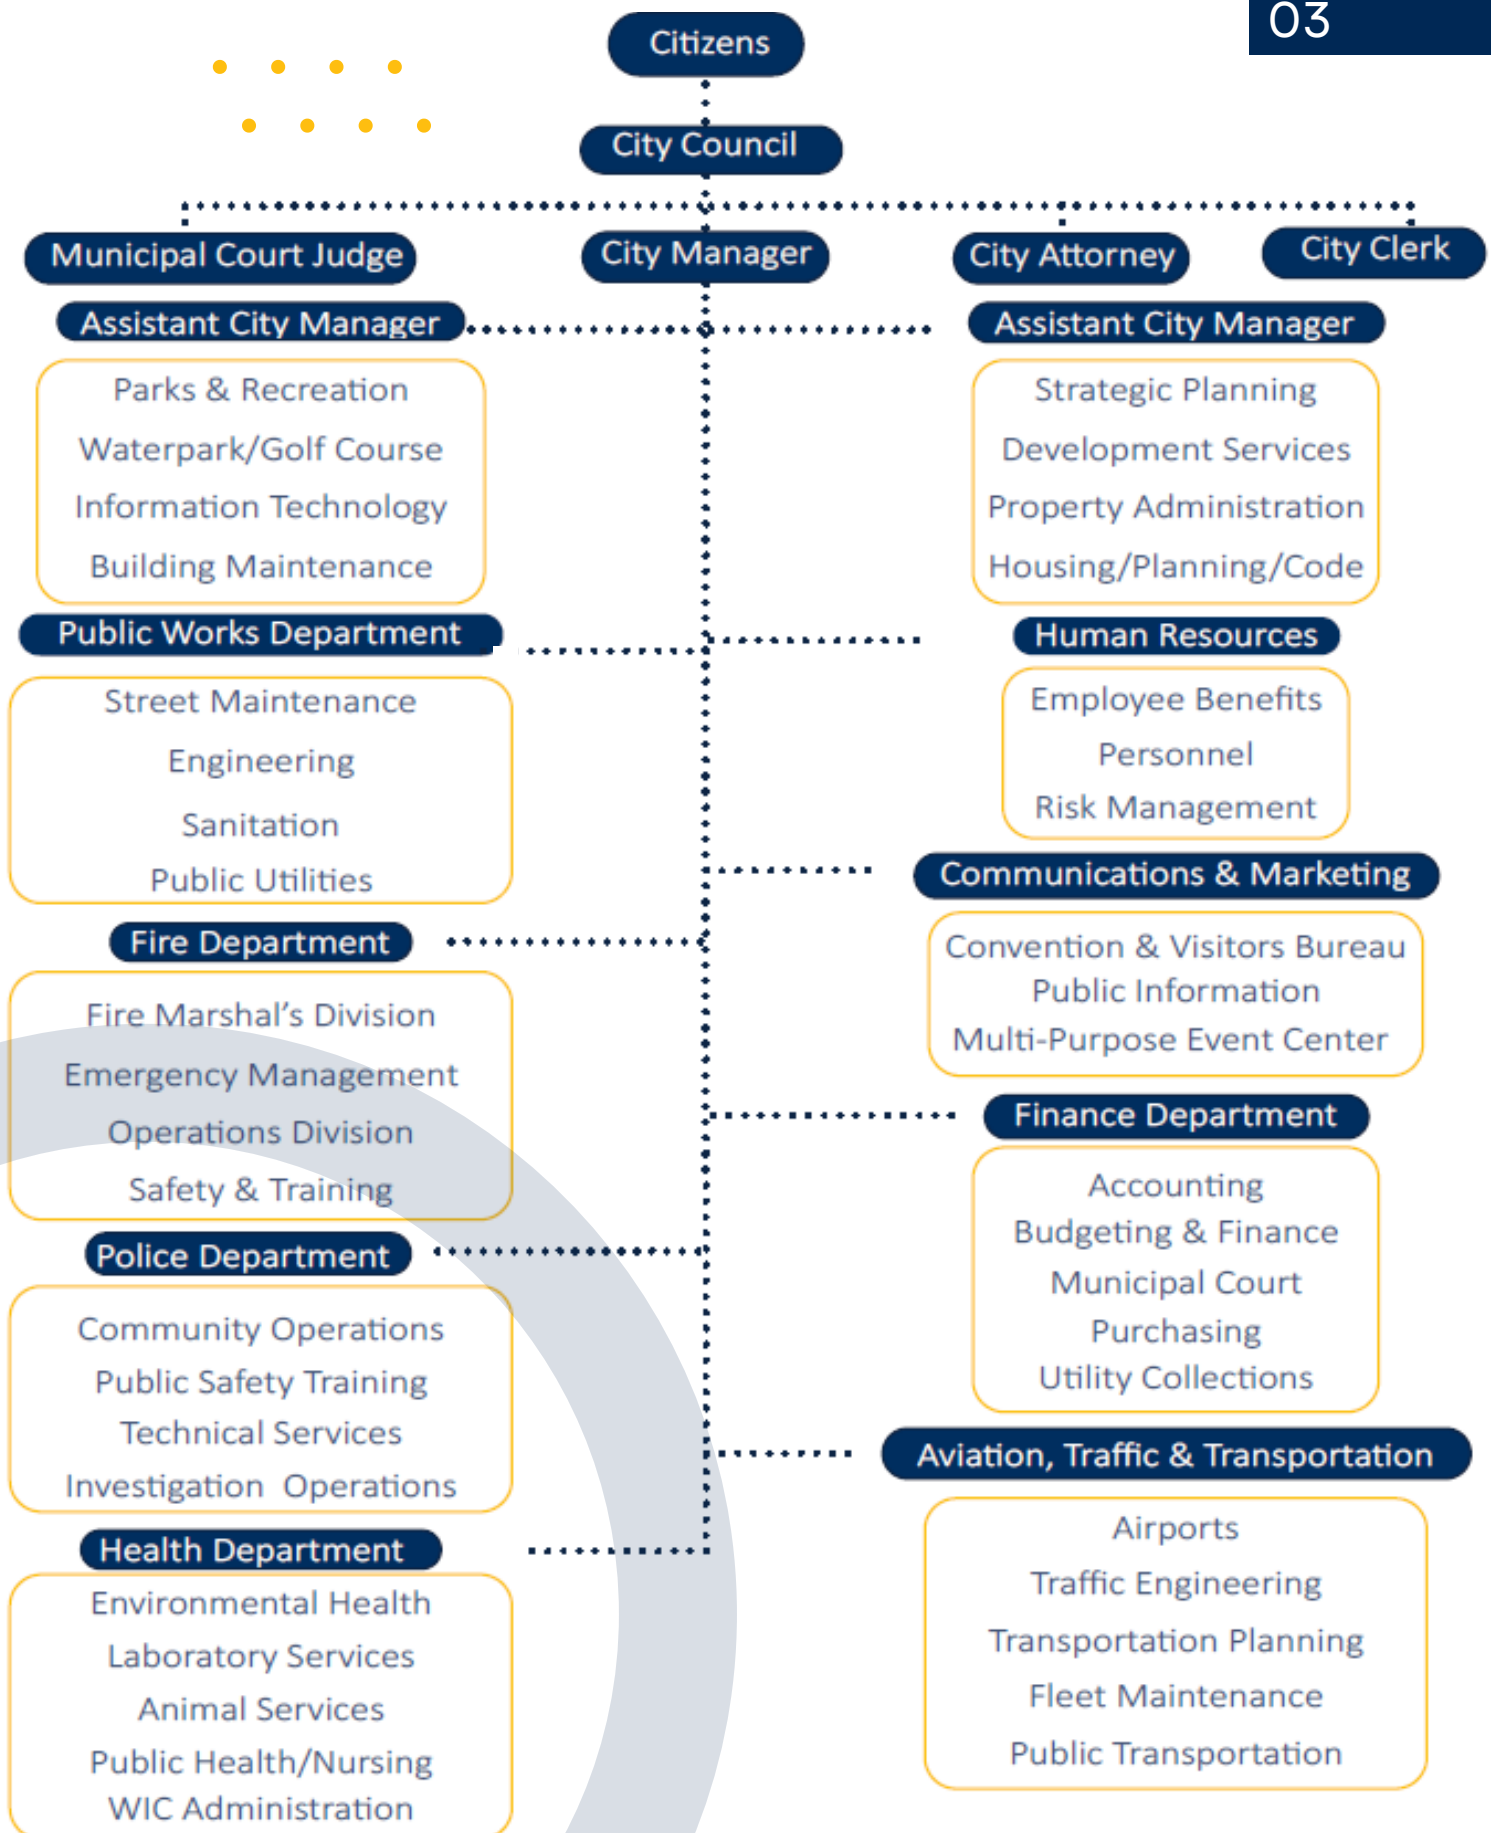 03
Citizens
City Council
Municipal Court Judge
City Manager
City Attorney
City Clerk
Assistant City Manager
Parks & Recreation
Waterpark/Golf Course
Information Technology
Building Maintenance
Public Works Department
Street Maintenance
Engineering
Sanitation
Public Utilities
Fire Department
Fire Marshal’s Division
Emergency Management
Operations Division
Safety & Training
Police Department
Community Operations
Public Safety Training
Technical Services
Investigation  Operations
Health Department
Environmental Health
Laboratory Services
Animal Services
Public Health/Nursing
WIC Administration
Assistant City Manager
Strategic Planning
Development Services
Property Administration
Housing/Planning/Code
Human Resources
Employee Benefits
Personnel
Risk Management
Communications & Marketing
Convention & Visitors Bureau
Public Information
Multi-Purpose Event Center
Finance Department
Accounting
Budgeting & Finance
Municipal Court
Purchasing
Utility Collections
Aviation, Traffic & Transportation
Airports
Traffic Engineering
Transportation Planning
Fleet Maintenance
Public Transportation